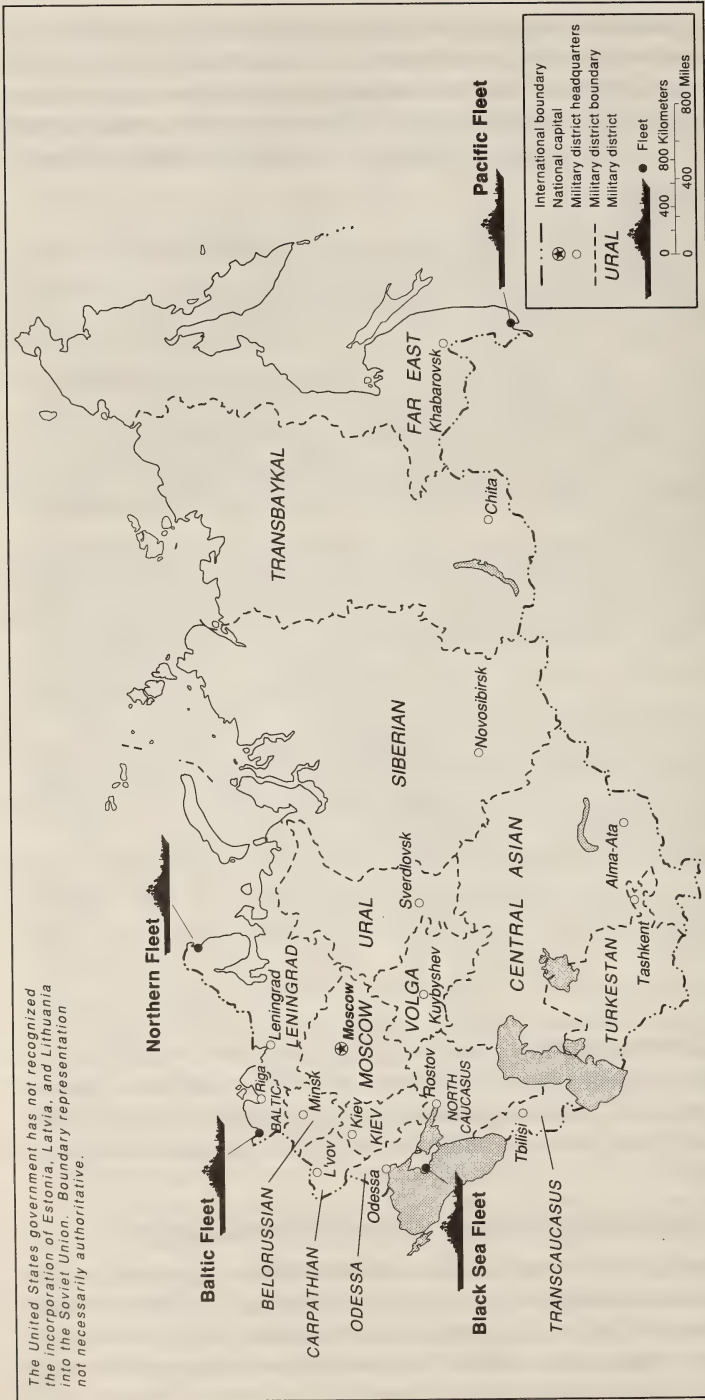 The United States government has not recognized
the incorporation of Estonia, Latvia, and Lithuania
into the Soviet Union. Boundary representation
not necessarily authoritative.
Northern Fleet
Baltic Fleet
Pacific Fleet
Black Sea Fleet
BELORUSSIAN
CARPATHIAN
ODESSA
TRANSCAUCASUS
Riga
BALTIC
Leningrad
LENINGRAD
Minsk
Moscow
MOSCOW
L'vov
Kiev
KIEV
Odessa
Rostov
NORTH
CAUCASUS
Tbilisi
VOLGA
Kuybyshev
URAL
Sverdlovsk
SIBERIAN
Novosibirsk
CENTRAL ASIAN
Alma-Ata
TURKESTAN
Tashkent
TRANSBAYKAL
Chita
FAR EAST
Khabarovsk
International boundary
National capital
Military district headquarters
Military district boundary
URAL Military district
Fleet
0 400 800 Kilometers
0 400 800 Miles